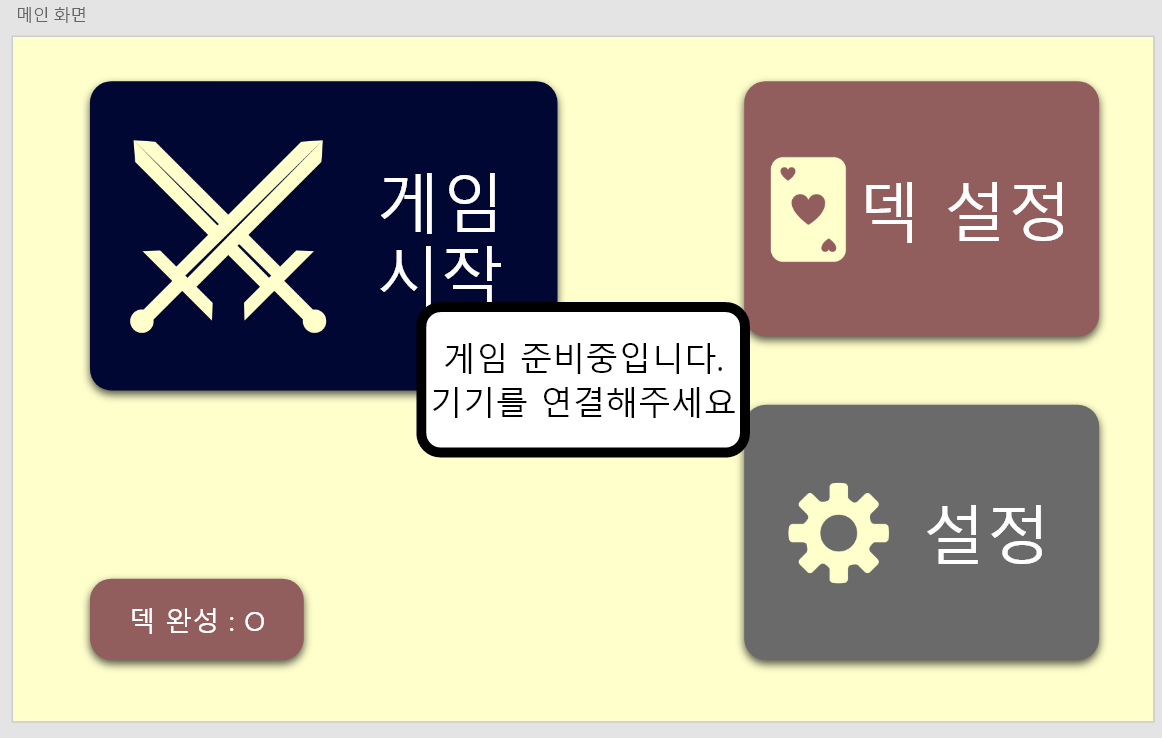 메인 화면
게임
시작
덱 설정
게임 준비중입니다.
기기를 연결해주세요
설정
덱 완성 : O